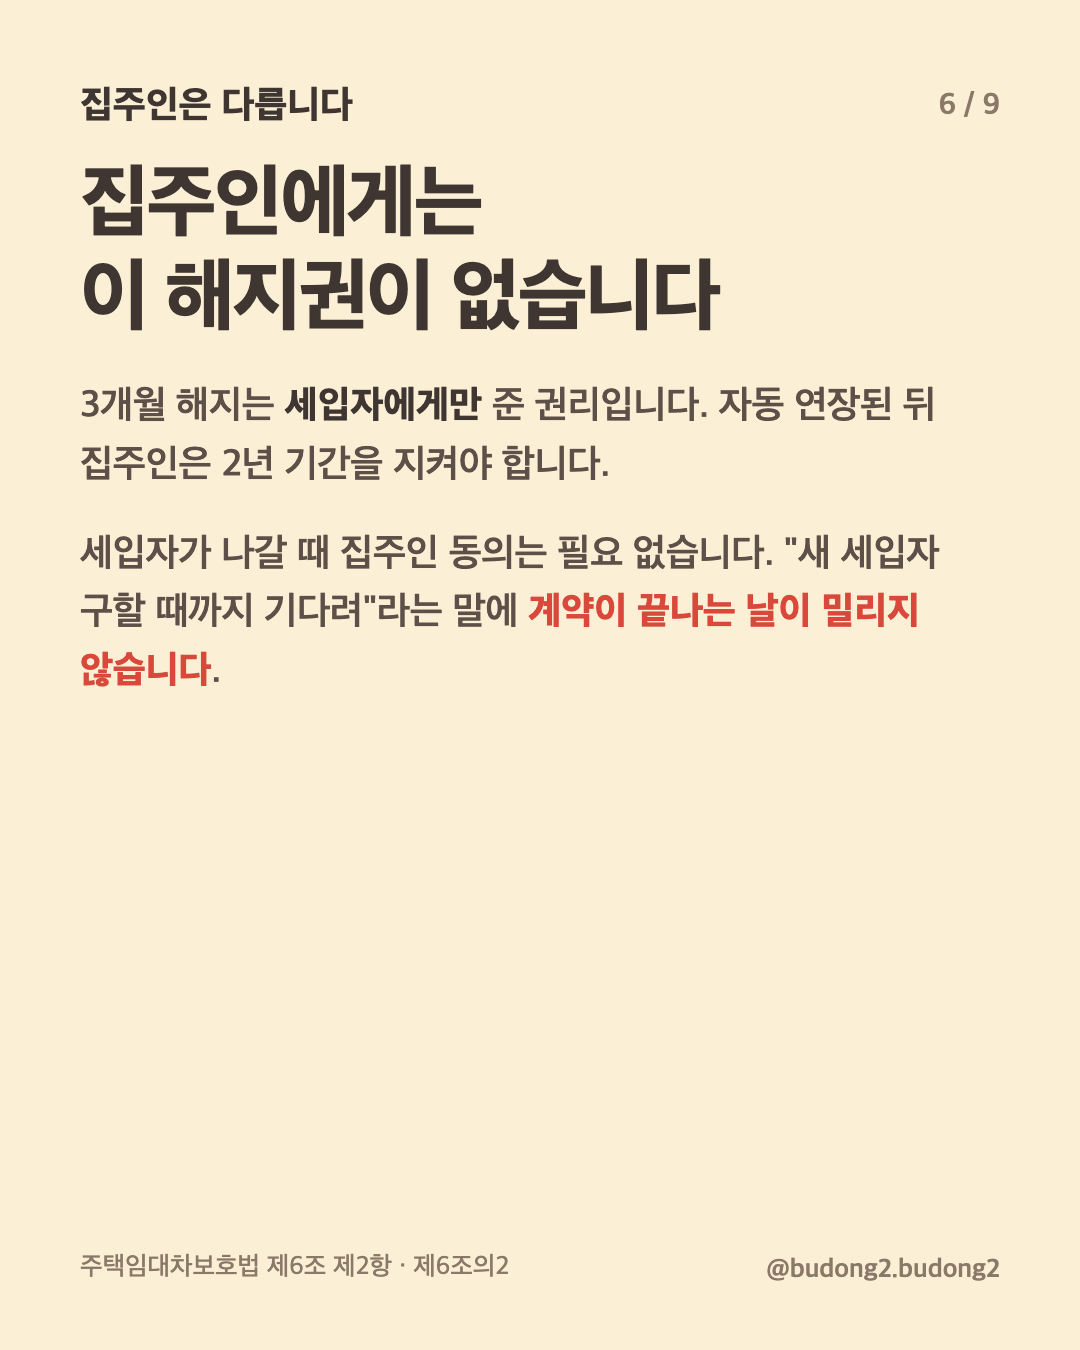 집주인은 다릅니다
6 / 9
집주인에게는
이 해지권이 없습니다
3개월 해지는 세입자에게만 준 권리입니다. 자동 연장된 뒤
집주인은 2년 기간을 지켜야 합니다.
세입자가 나갈 때 집주인 동의는 필요 없습니다. "새 세입자
구할 때까지 기다려"라는 말에 계약이 끝나는 날이 밀리지
않습니다.
주택임대차보호법 제6조 제2항 · 제6조의2
@budong2.budong2